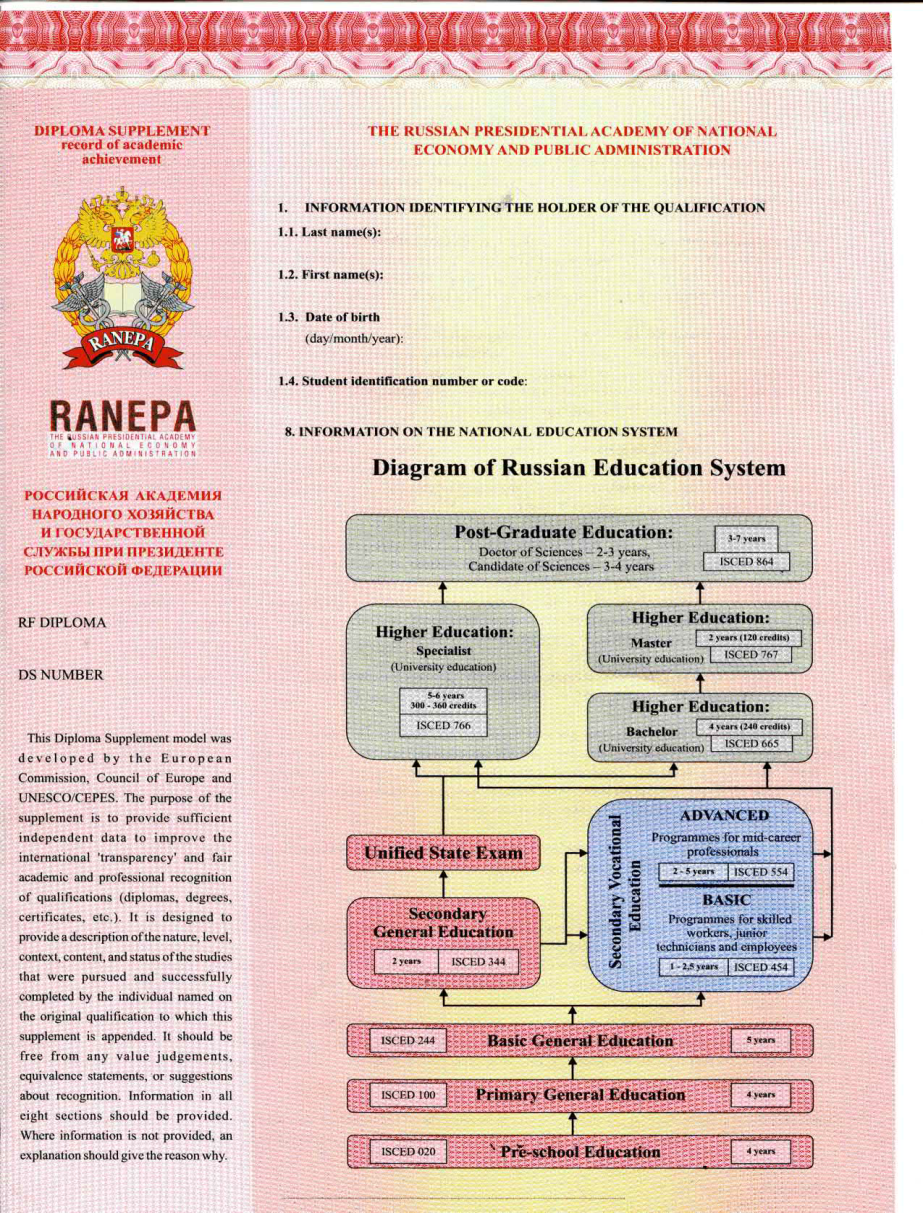 DIPLOMA SUPPLEMENT
record of academic
achievement
RANEPA
RANEPA
THE RUSSIAN PRESIDENTIAL ACADEMY
OF NATIONAL ECONOMY
AND PUBLIC ADMINISTRATION
РОССИЙСКАЯ АКАДЕМИЯ
НАРОДНОГО ХОЗЯЙСТВА
И ГОСУДАРСТВЕННОЙ
СЛУЖБЫ ПРИ ПРЕЗИДЕНТЕ
РОССИЙСКОЙ ФЕДЕРАЦИИ
RF DIPLOMA
DS NUMBER
This Diploma Supplement model was
developed by the European
Commission, Council of Europe and
UNESCO/CEPES. The purpose of the
supplement is to provide sufficient
independent data to improve the
international 'transparency' and fair
academic and professional recognition
of qualifications (diplomas, degrees,
certificates, etc.). It is designed to
provide a description of the nature, level,
context, content, and status of the studies
that were pursued and successfully
completed by the individual named on
the original qualification to which this
supplement is appended. It should be
free from any value judgements,
equivalence statements, or suggestions
about recognition. Information in all
eight sections should be provided.
Where information is not provided, an
explanation should give the reason why.
THE RUSSIAN PRESIDENTIAL ACADEMY OF NATIONAL
ECONOMY AND PUBLIC ADMINISTRATION
1. INFORMATION IDENTIFYING THE HOLDER OF THE QUALIFICATION
1.1. Last name(s):
1.2. First name(s):
1.3. Date of birth
(day/month/year):
1.4. Student identification number or code:
8. INFORMATION ON THE NATIONAL EDUCATION SYSTEM
Diagram of Russian Education System
Post-Graduate Education:
Doctor of Sciences – 2-3 years,
Candidate of Sciences – 3-4 years
3-7 years
ISCED 864
Higher Education:
Specialist
(University education)
5-6 years
300 - 360 credits
ISCED 766
Higher Education:
Master
(University education)
2 years (120 credits)
ISCED 767
Higher Education:
Bachelor
(University education)
4 years (240 credits)
ISCED 665
Unified State Exam
Secondary
General Education
2 years
ISCED 344
Secondary Vocational
Education
ADVANCED
Programmes for mid-career
professionals
2 - 5 years
ISCED 554
BASIC
Programmes for skilled
workers, junior
technicians and employees
1 - 2,5 years
ISCED 454
ISCED 244
Basic General Education
5 years
ISCED 100
Primary General Education
4 years
ISCED 020
Pre-school Education
4 years